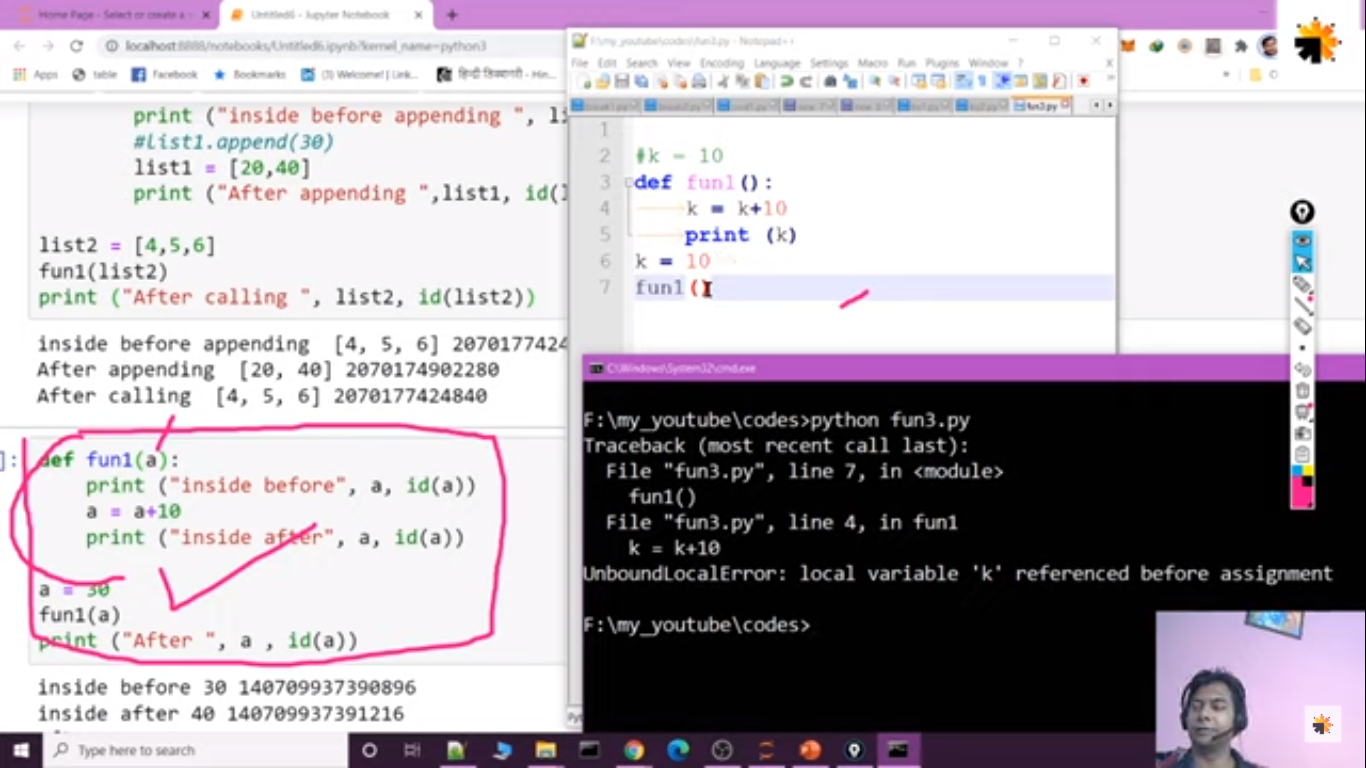 Home Page - Select or create a
Untitled6 - Jupyter Notebook
localhost:8888/notebooks/Untitled6.ipynb?kernel_name=python3
Apps table Facebook Bookmarks (3) Welcome! | Link... हिन्दी
print ("inside before appending ",
#list1.append(30)
list1 = [20,40]
print ("After appending ",list1, id(
list2 = [4,5,6]
fun1(list2)
print ("After calling ", list2, id(list2))
inside before appending [4, 5, 6] 207017742
After appending [20, 40] 2070174902280
After calling [4, 5, 6] 2070177424840
]: def fun1(a):
print ("inside before", a, id(a))
a = a+10
print ("inside after", a, id(a))
a = 30
fun1(a)
print ("After ", a , id(a))
inside before 30 140709937390896
inside after 40 140709937391216
F:\my_youtube\codes\fun3.py - Notepad++
File Edit Search View Encoding Language Settings Macro Run Plugins Window ?
fun3.py
1
2 #k = 10
3 def fun1():
4 k = k+10
5 print (k)
6 k = 10
7 fun1()
C:\Windows\System32\cmd.exe
F:\my_youtube\codes>python fun3.py
Traceback (most recent call last):
File "fun3.py", line 7, in <module>
fun1()
File "fun3.py", line 4, in fun1
k = k+10
UnboundLocalError: local variable 'k' referenced before assignment
F:\my_youtube\codes>
Type here to search